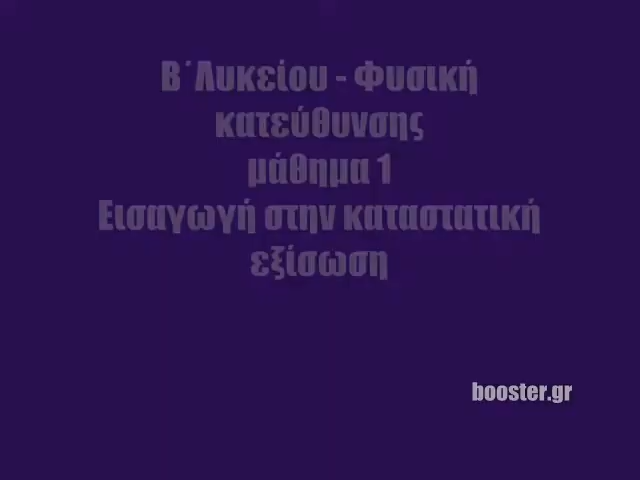 Β΄Λυκείου - Φυσική
κατεύθυνσης
μάθημα 1
Εισαγωγή στην καταστατική
εξίσωση
booster.gr